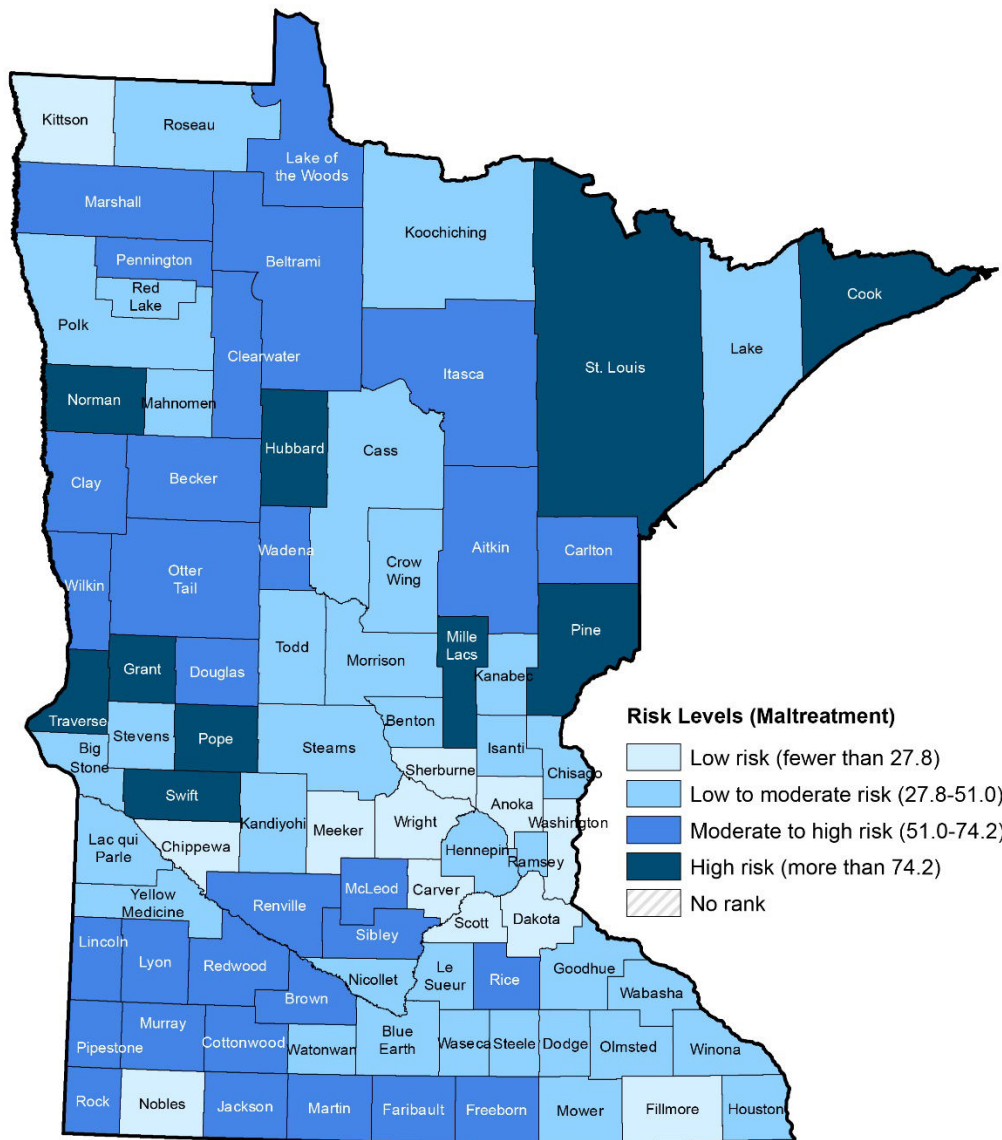 Kittson
Roseau
Lake of
the Woods
Marshall
Koochiching
Pennington
Beltrami
Red
Lake
Cook
Polk
Clearwater
Lake
St. Louis
Itasca
Norman
Mahnomen
Hubbard
Cass
Clay
Becker
Wadena
Aitkin
Carlton
Crow
Wing
Otter
Tail
Wilkin
Pine
Mille
Lacs
Todd
Morrison
Grant
Douglas
Kanabec
Traverse
Benton
Stevens
Pope
Isanti
Stearns
Big
Stone
Sherburne
Chisago
Swift
Anoka
Kandiyohi
Meeker
Wright
Washington
Lac qui
Parle
Chippewa
Hennepin
Ramsey
McLeod
Carver
Yellow
Medicine
Renville
Scott
Dakota
Sibley
Lincoln
Lyon
Redwood
Nicollet
Le
Sueur
Rice
Goodhue
Wabasha
Brown
Murray
Pipestone
Cottonwood
Watonwan
Blue
Earth
Waseca
Steele
Dodge
Olmsted
Winona
Rock
Nobles
Jackson
Martin
Faribault
Freeborn
Mower
Fillmore
Houston
Risk Levels (Maltreatment)
Low risk (fewer than 27.8)
Low to moderate risk (27.8-51.0)
Moderate to high risk (51.0-74.2)
High risk (more than 74.2)
No rank